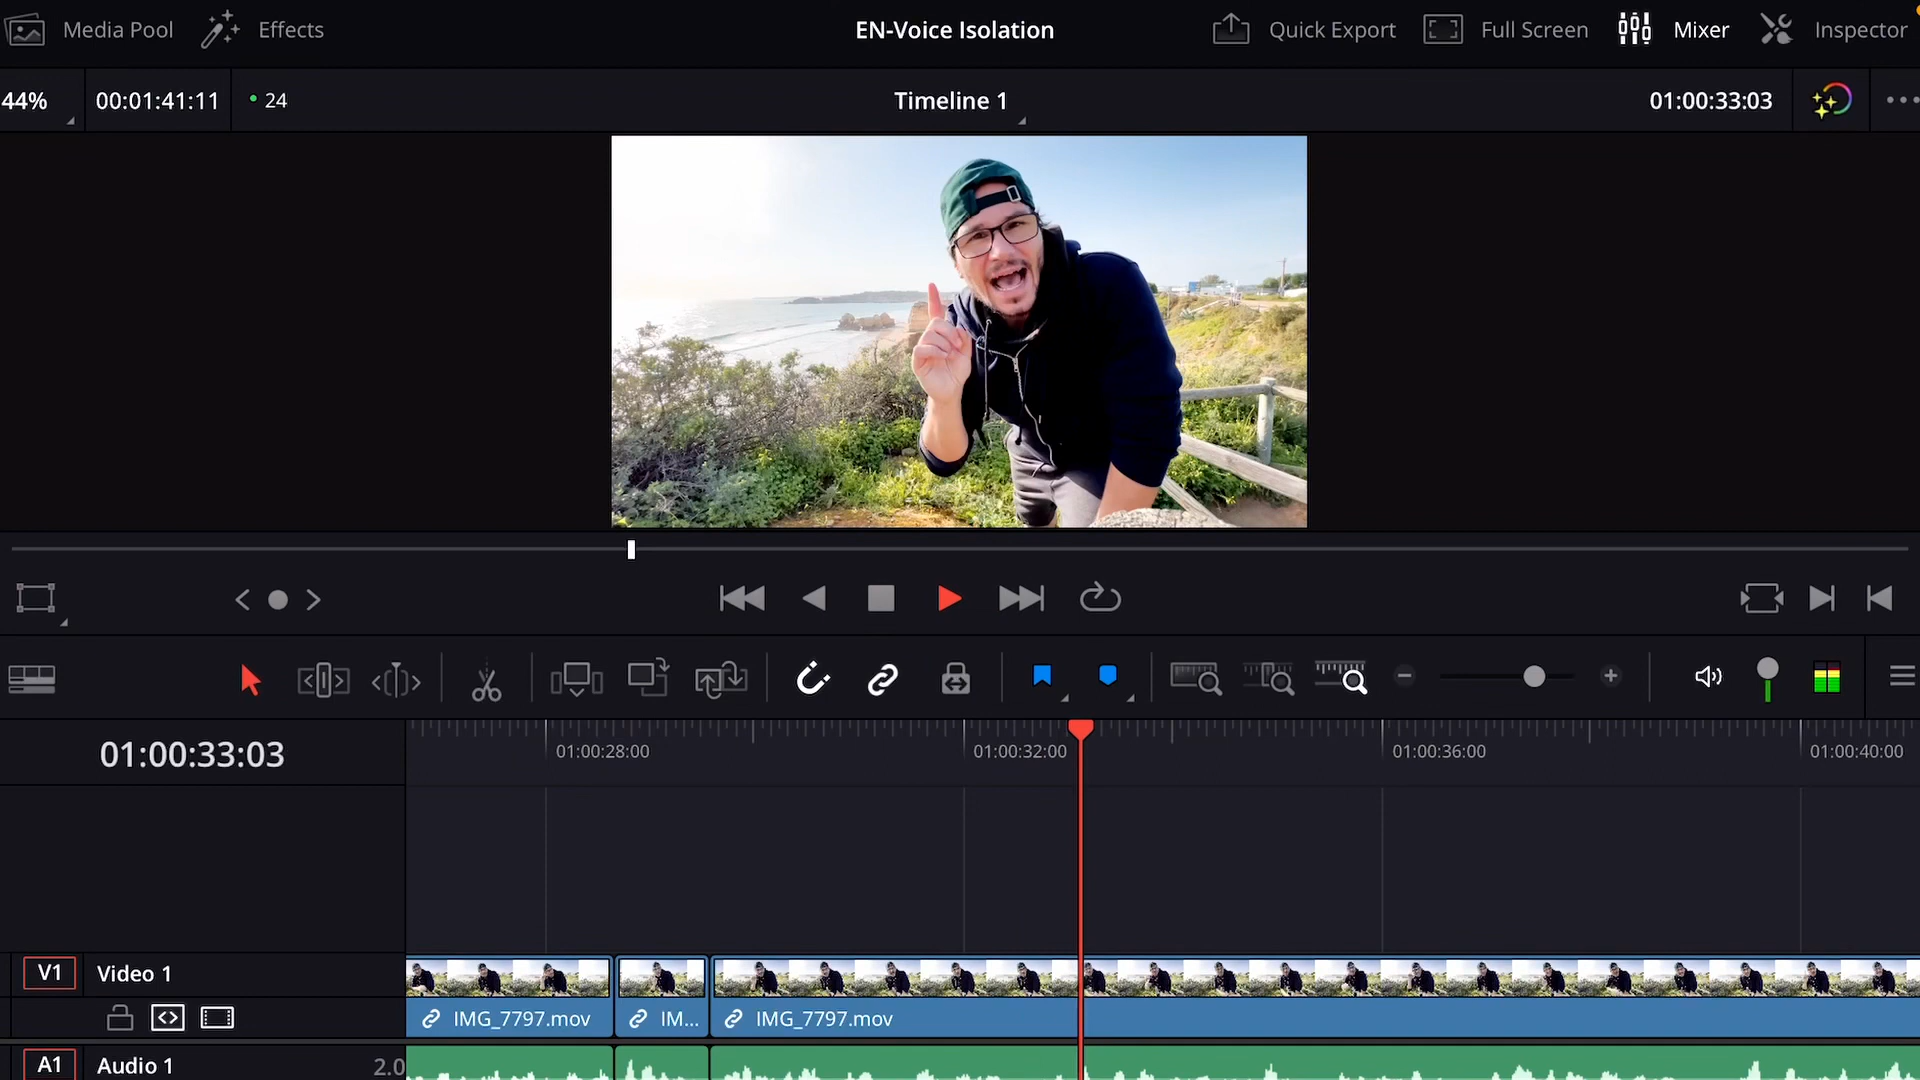 Media Pool
Effects
EN-Voice Isolation
Quick Export
Full Screen
Mixer
Inspector
44%
00:01:41:11
24
Timeline 1
01:00:33:03
01:00:33:03
01:00:28:00
01:00:32:00
01:00:36:00
01:00:40:00
V1
Video 1
IMG_7797.mov
IM...
IMG_7797.mov
A1
Audio 1
2.0